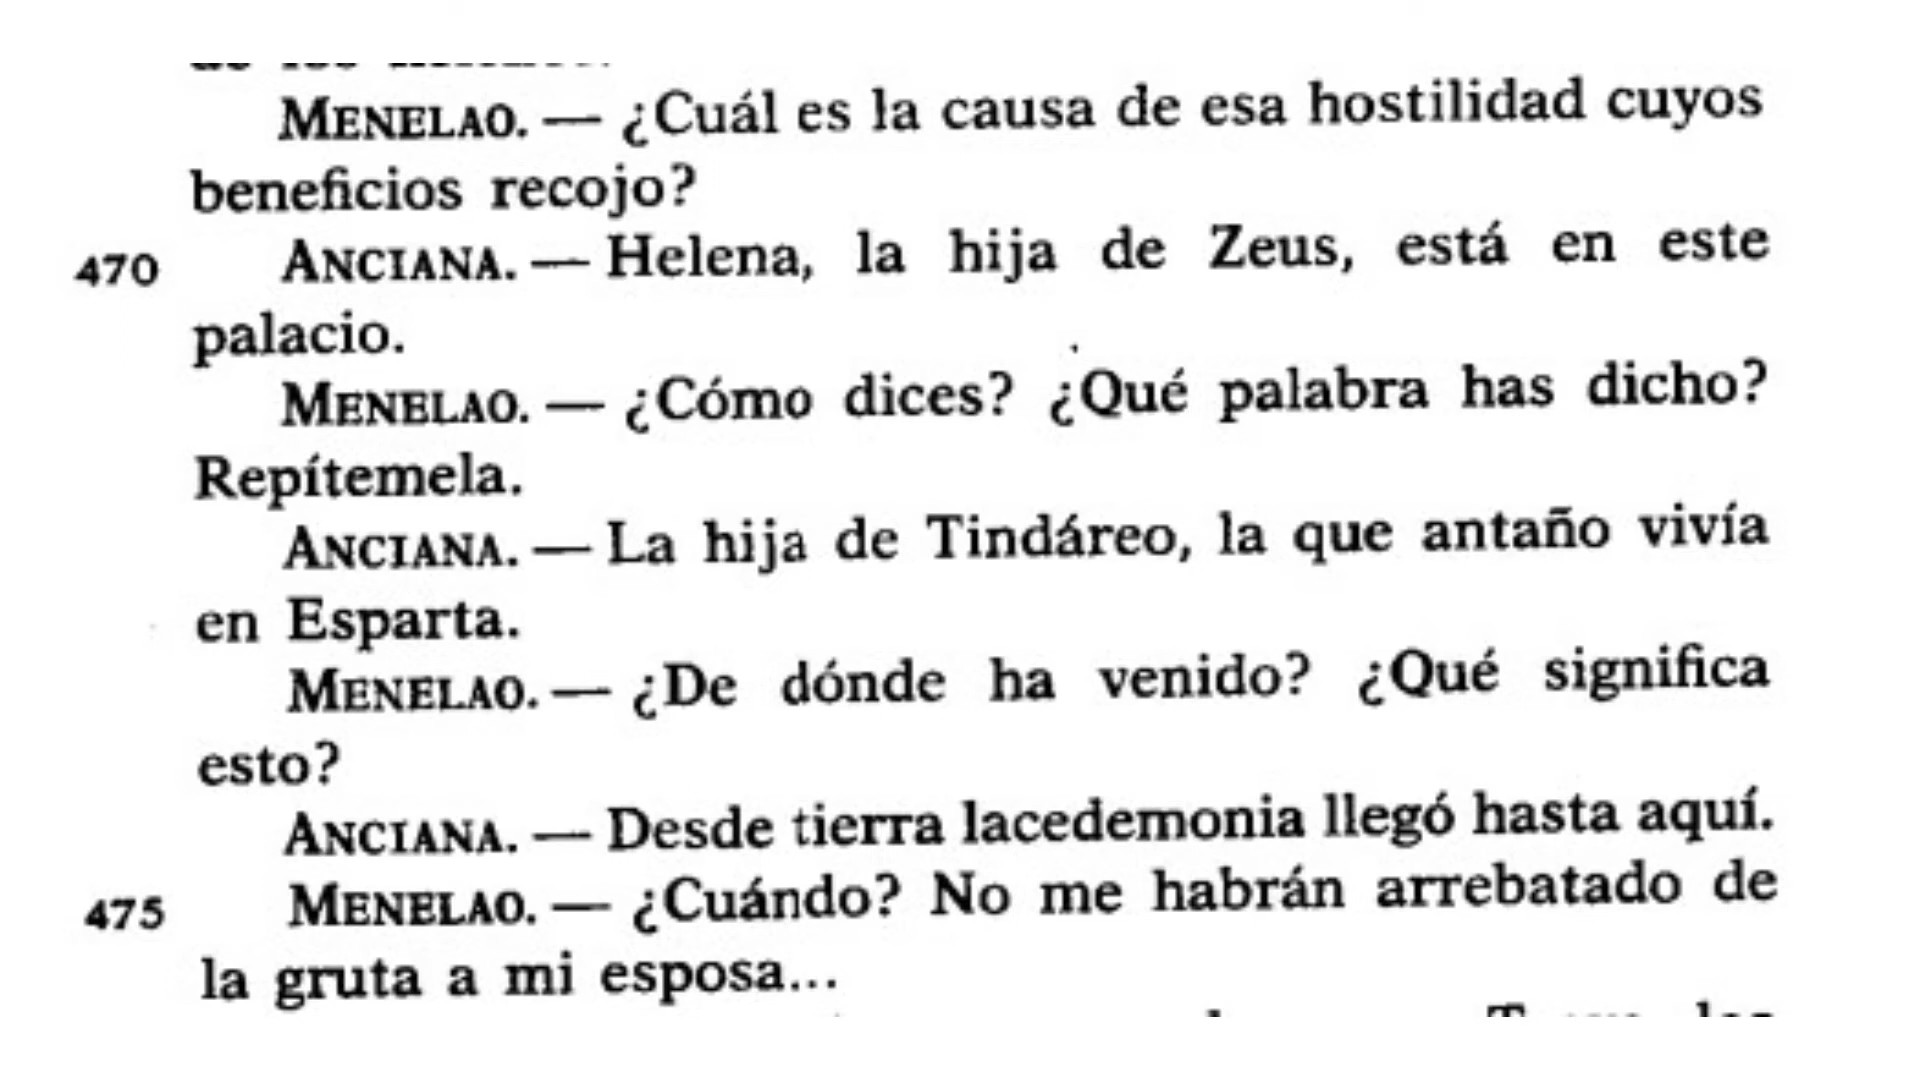 MENELAO. — ¿Cuál es la causa de esa hostilidad cuyos
beneficios recojo?
470 ANCIANA. — Helena, la hija de Zeus, está en este
palacio.
MENELAO. — ¿Cómo dices? ¿Qué palabra has dicho?
Repítemela.
ANCIANA. — La hija de Tindáreo, la que antaño vivía
en Esparta.
MENELAO. — ¿De dónde ha venido? ¿Qué significa
esto?
ANCIANA. — Desde tierra lacedemonia llegó hasta aquí.
475 MENELAO. — ¿Cuándo? No me habrán arrebatado de
la gruta a mi esposa...